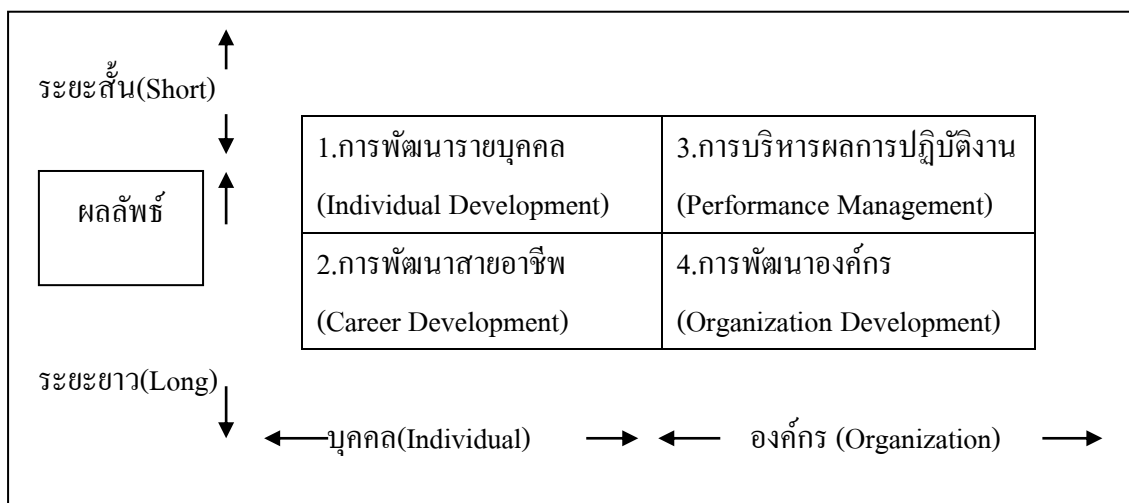 ระยะสั้น(Short)
1.การพัฒนารายบุคคล
(Individual Development)
3.การบริหารผลการปฏิบัติงาน
(Performance Management)
ผลลัพธ์
2.การพัฒนาสายอาชีพ
(Career Development)
4.การพัฒนาองค์กร
(Organization Development)
ระยะยาว(Long)
บุคคล(Individual)
องค์กร (Organization)